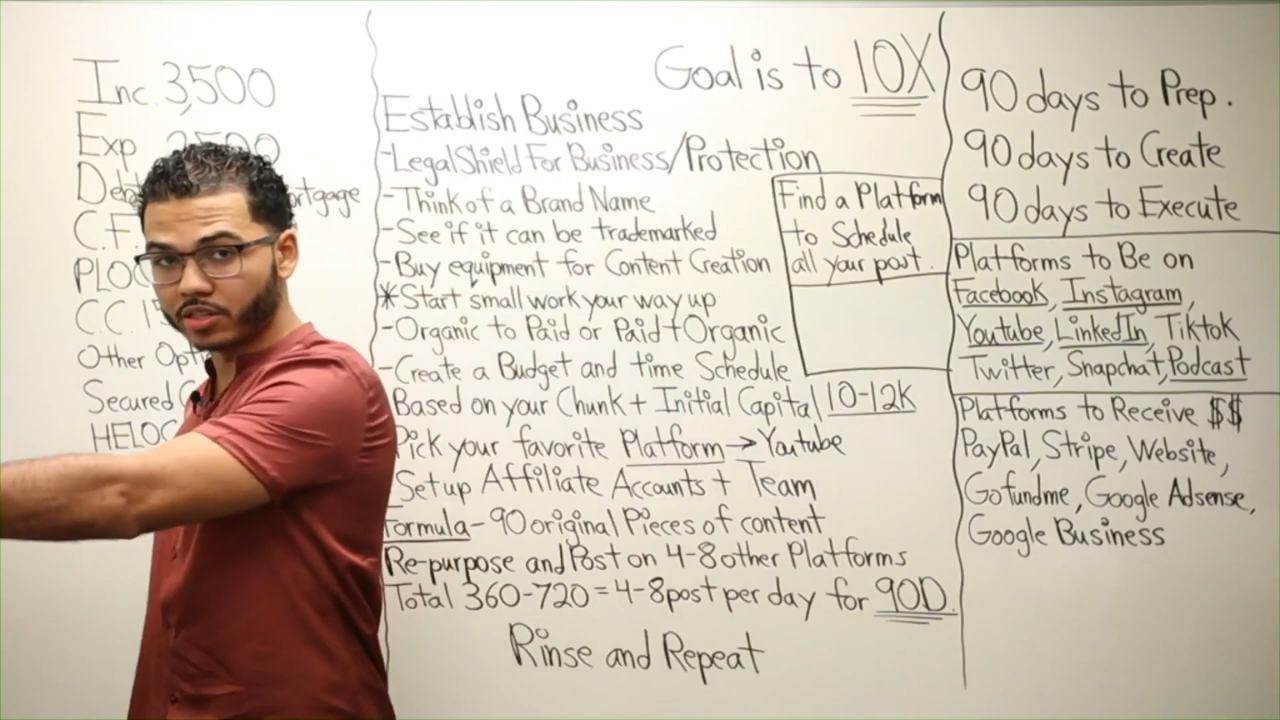 Inc. 3,500
Exp 3500
C.F.
PLOC
C.C. 15
Other Opt
Secured
HELOC
Goal is to 10X
Establish Business
-LegalShield For Business/Protection
-Think of a Brand Name
-See if it can be trademarked
-Buy equipment for Content Creation
*Start small work your way up
-Organic to Paid or Paid+Organic
-Create a Budget and time Schedule
Based on your Chunk + Initial Capital 10-12K
Pick your favorite Platform→Youtube
Setup Affiliate Accounts + Team
Formula- 90 original Pieces of content
Re-purpose and Post on 4-8 other Platforms
Total 360-720 = 4-8 post per day for 90D.
Rinse and Repeat
Find a Platform
to Schedule
all your post.
90 days to Prep.
90 days to Create
90 days to Execute
Platforms to Be on
Facebook, Instagram,
Youtube, LinkedIn, Tiktok
Twitter, Snapchat, Podcast
Platforms to Receive $$
PayPal, Stripe, Website,
Gofundme, Google Adsense,
Google Business